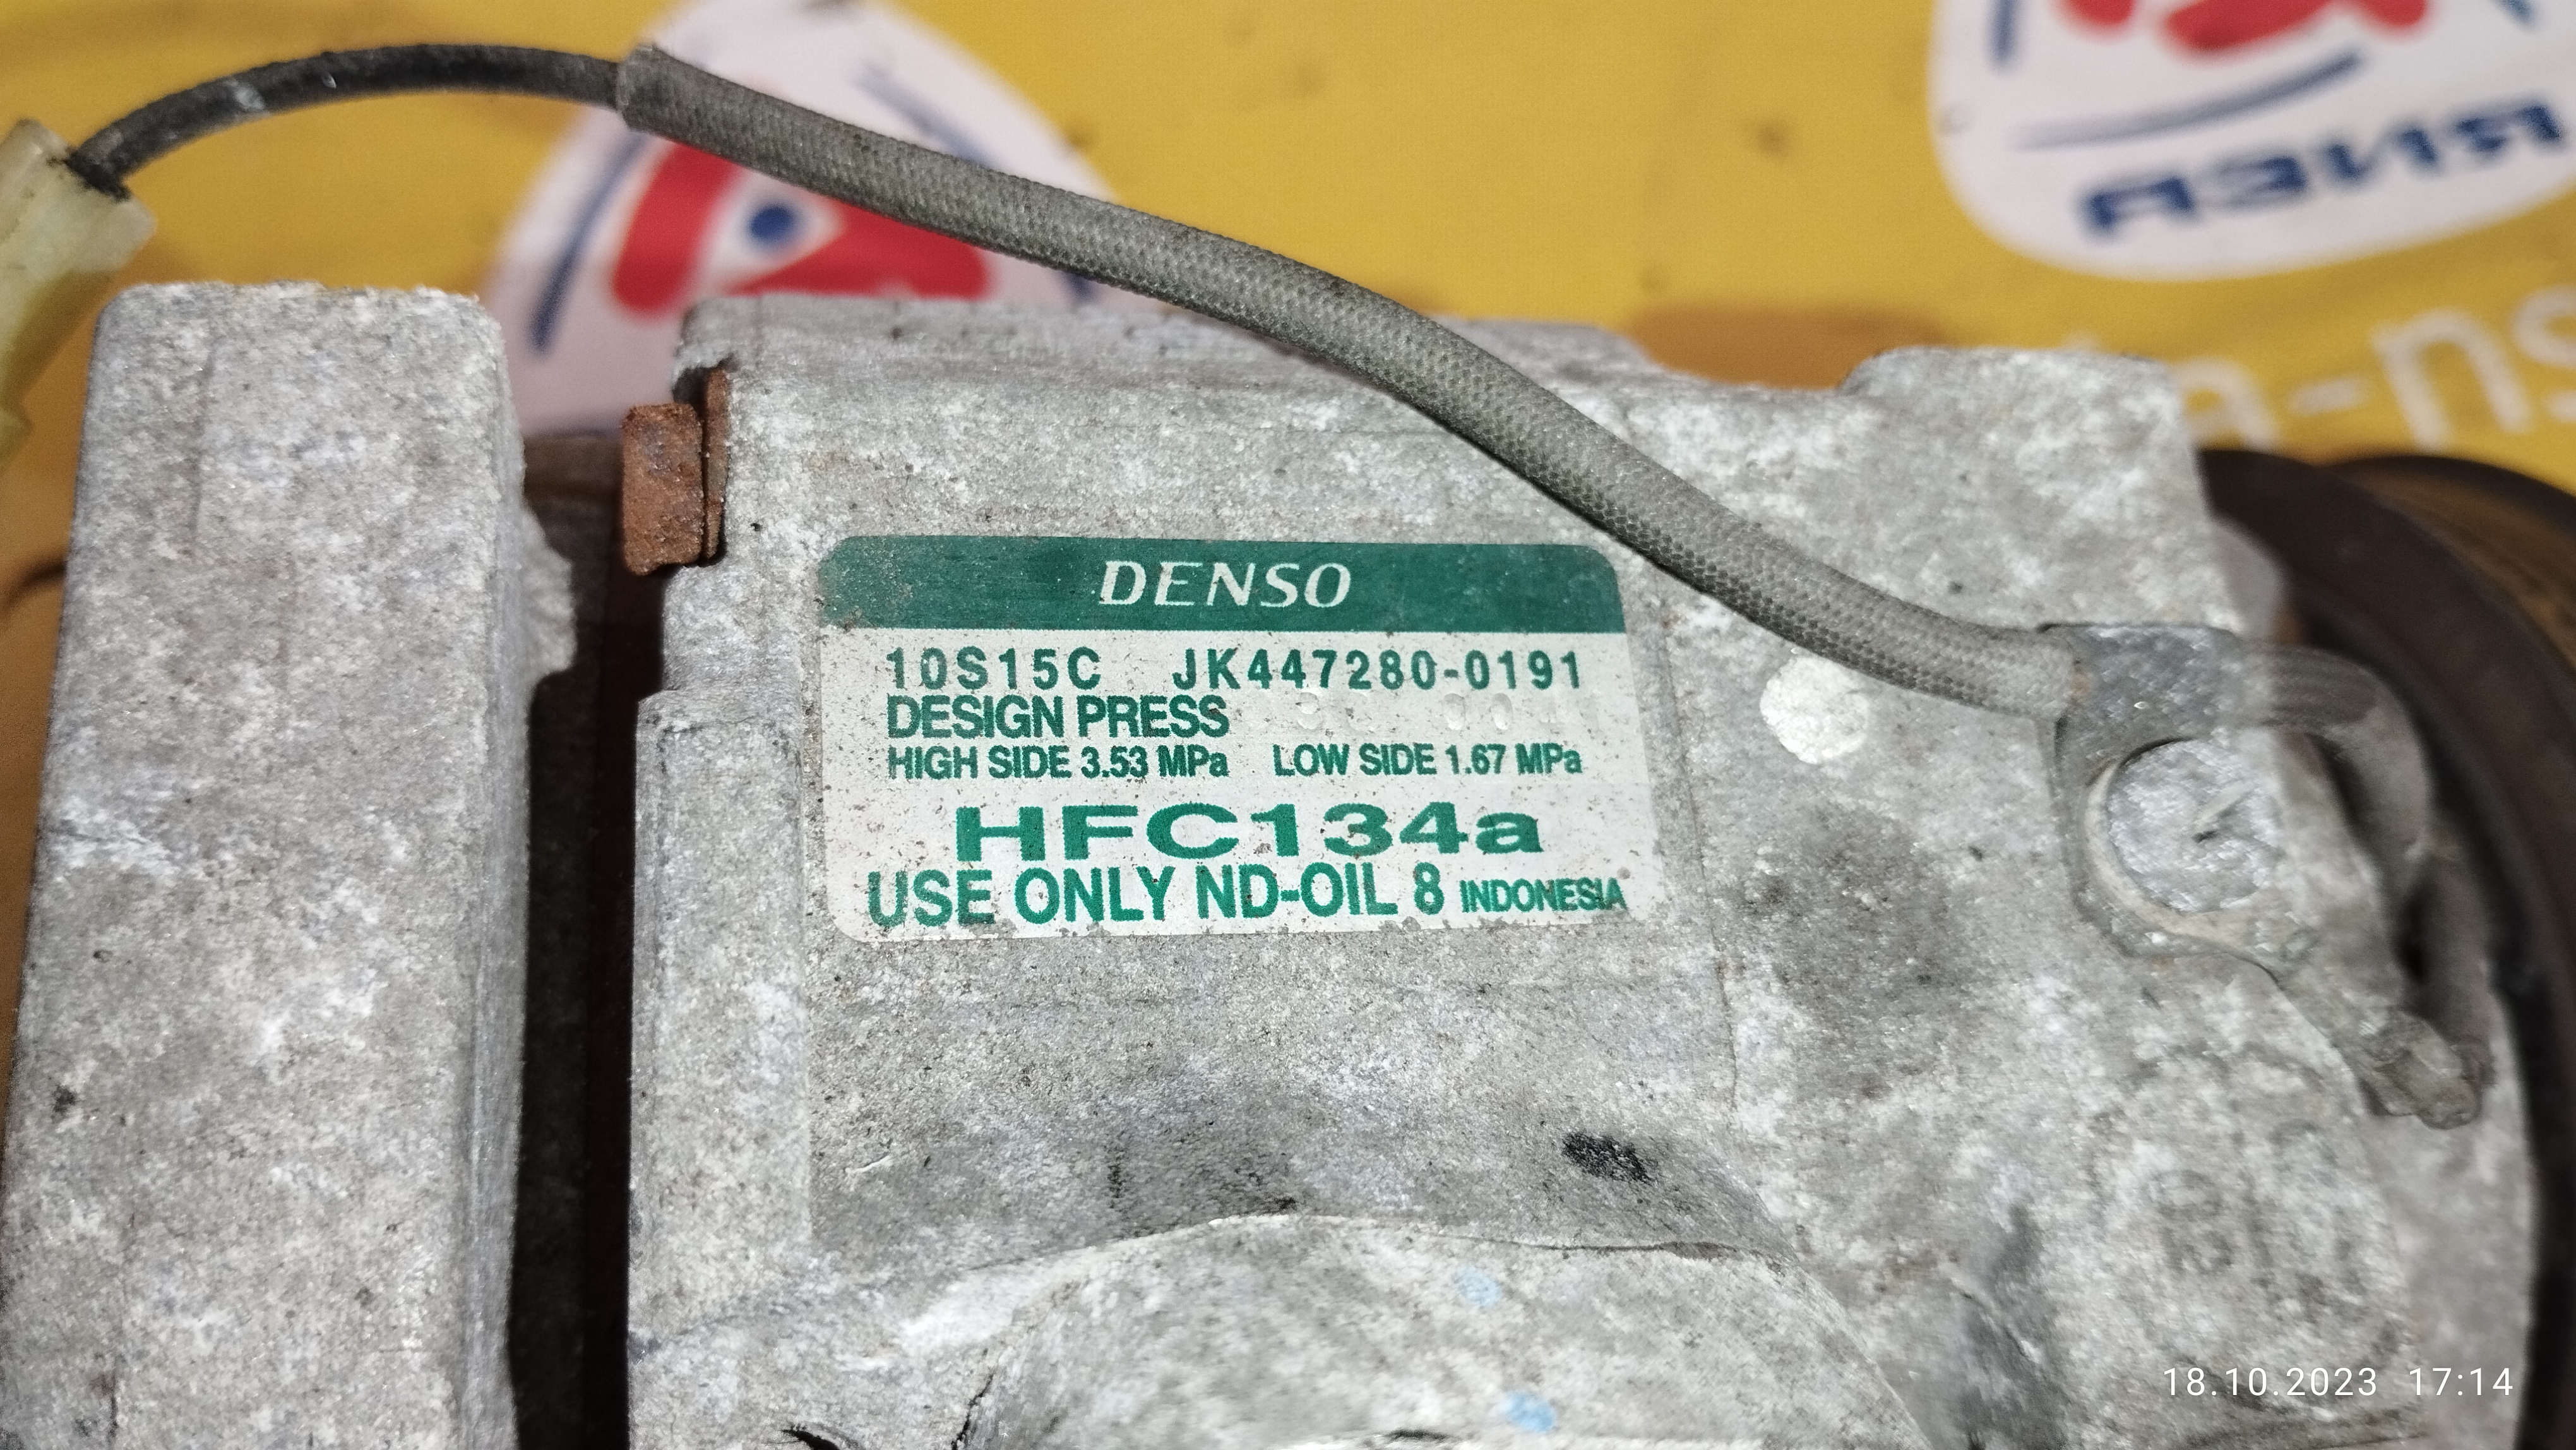 АЗИЯ
a-ns
DENSO
10S15C JK447280-0191
DESIGN PRESS
HIGH SIDE 3.53 MPa LOW SIDE 1.67 MPa
HFC134a
USE ONLY ND-OIL 8 INDONESIA
18.10.2023 17:14